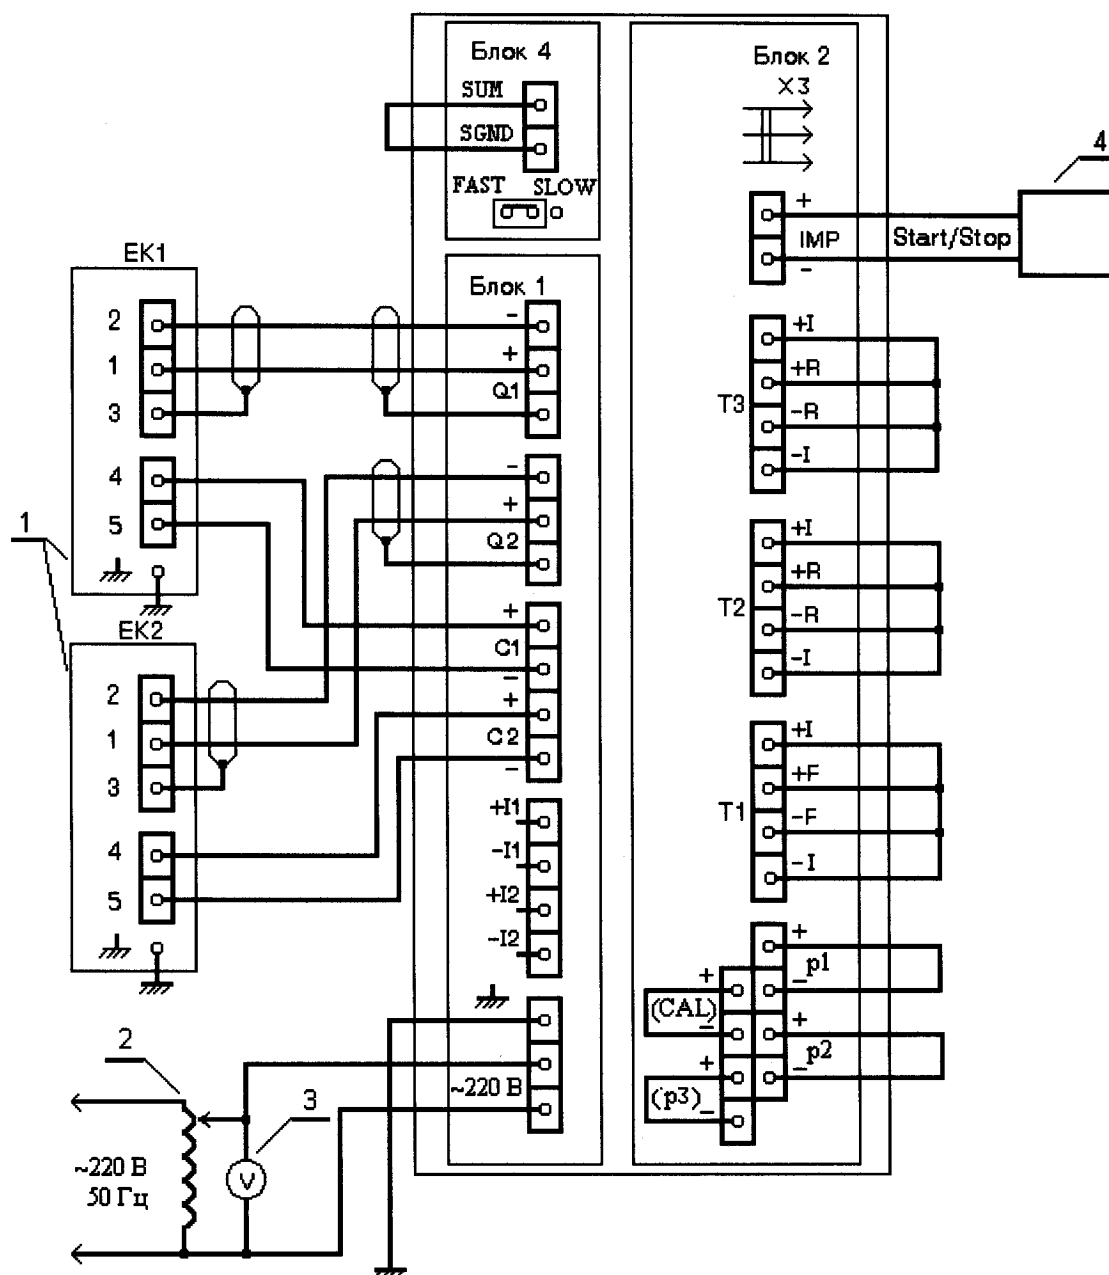 Блок 4
SUM
SGND
FAST SLOW
Блок 2
X3
4
+
IMP
Start/Stop
-
EK1
2
1
3
4
5
Блок 1
-
+
Q1
-
+
Q2
+
C1
-
+
C2
-
+I1
-I1
+I2
-I2
~220 В
1
EK2
2
1
3
4
5
+I
+R
T3
-R
-I
+I
+R
T2
-R
-I
+I
+F
T1
-F
-I
+
-p1
+
(CAL)
-
+
-p2
+
(p3)-
2
3
~220 В
50 Гц
V